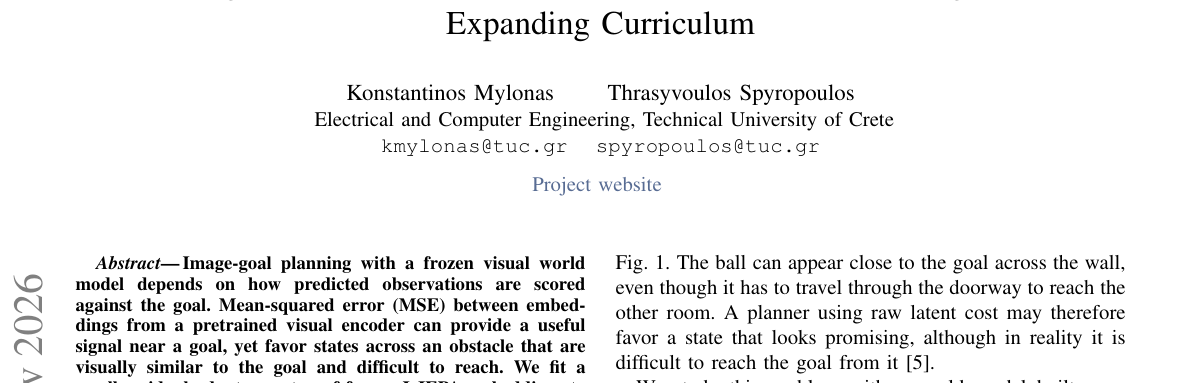 Expanding Curriculum
Konstantinos Mylonas Thrasyvoulos Spyropoulos
Electrical and Computer Engineering, Technical University of Crete
kmylonas@tuc.gr spyropoulos@tuc.gr
Project website
Abstract—Image-goal planning with a frozen visual world
model depends on how predicted observations are scored
against the goal. Mean-squared error (MSE) between embed-
dings from a pretrained visual encoder can provide a useful
signal near a goal, yet favor states across an obstacle that are
visually similar to the goal and difficult to reach. We fit a
Fig. 1. The ball can appear close to the goal across the wall,
even though it has to travel through the doorway to reach the
other room. A planner using raw latent cost may therefore
favor a state that looks promising, although in reality it is
difficult to reach the goal from it [5].
2026